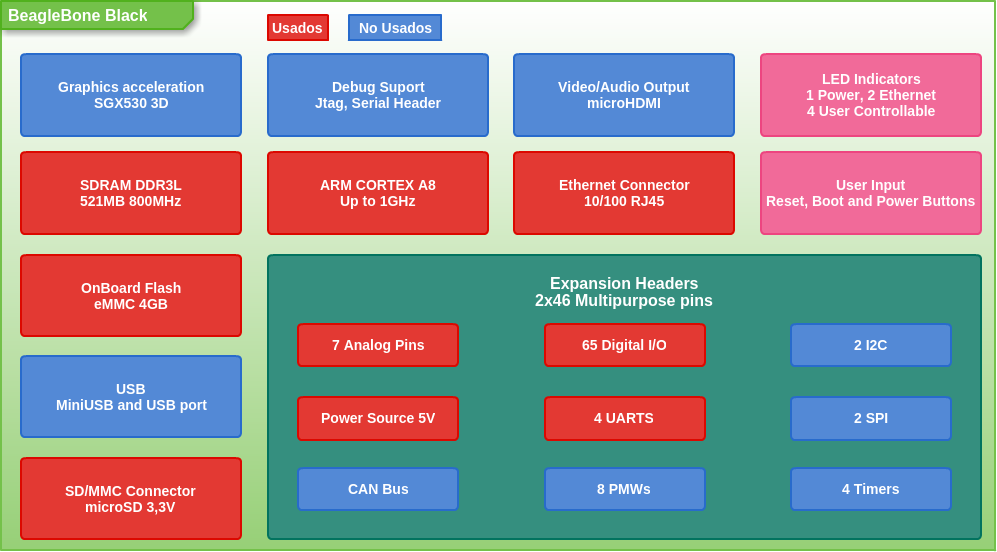 BeagleBone Black
Usados
No Usados
Graphics acceleration
SGX530 3D
Debug Suport
Jtag, Serial Header
Video/Audio Output
microHDMI
LED Indicators
1 Power, 2 Ethernet
4 User Controllable
SDRAM DDR3L
521MB 800MHz
ARM CORTEX A8
Up to 1GHz
Ethernet Connector
10/100 RJ45
User Input
Reset, Boot and Power Buttons
OnBoard Flash
eMMC 4GB
USB
MiniUSB and USB port
SD/MMC Connector
microSD 3,3V
Expansion Headers
2x46 Multipurpose pins
7 Analog Pins
65 Digital I/O
2 I2C
Power Source 5V
4 UARTS
2 SPI
CAN Bus
8 PMWs
4 Timers